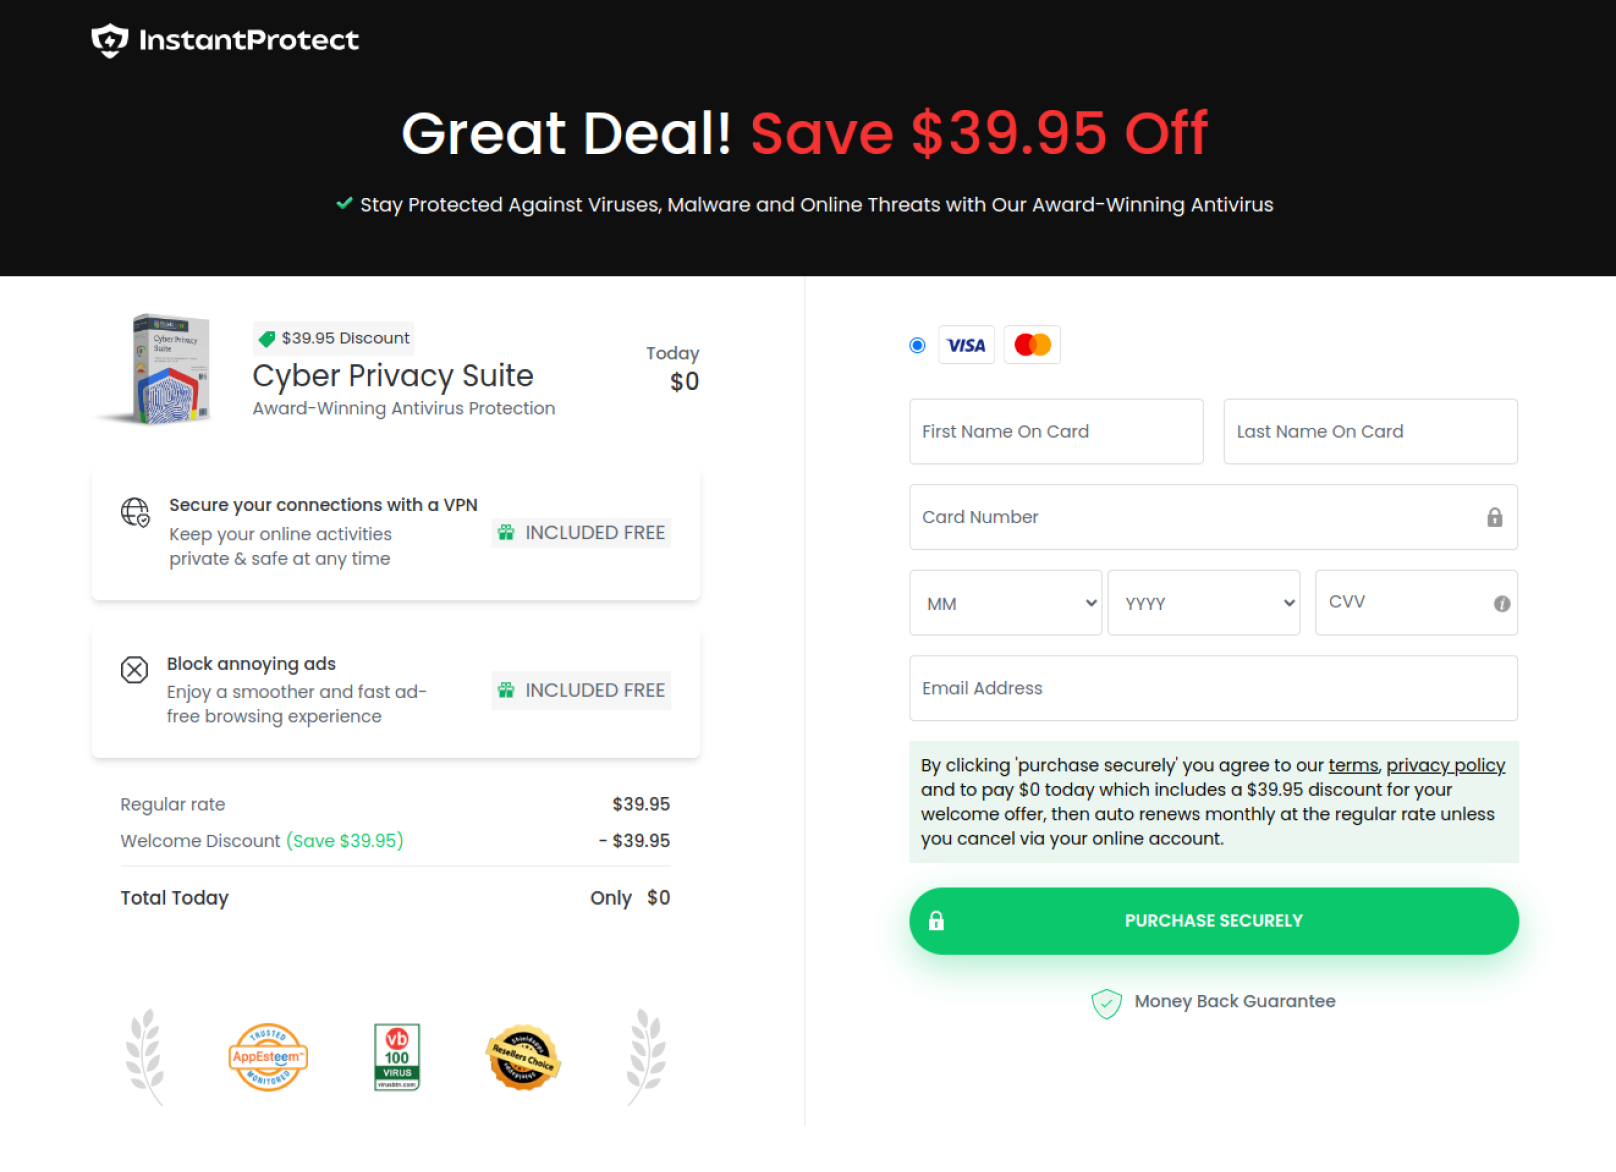 InstantProtect
Great Deal! Save $39.95 Off
Stay Protected Against Viruses, Malware and Online Threats with Our Award-Winning Antivirus
Cyber Privacy
Suite
$39.95 Discount
Cyber Privacy Suite
Award-Winning Antivirus Protection
Today
$0
Secure your connections with a VPN
Keep your online activities
private & safe at any time
INCLUDED FREE
Block annoying ads
Enjoy a smoother and fast ad-
free browsing experience
INCLUDED FREE
Regular rate $39.95
Welcome Discount (Save $39.95) - $39.95
Total Today Only $0
TRUSTED
AppEsteem™
MONITORED
vb
100
VIRUS
virusbtn.com
Shieldapps
Resellers Choice
VISA
First Name On Card
Last Name On Card
Card Number
MM
YYYY
CVV
Email Address
By clicking 'purchase securely' you agree to our terms, privacy policy
and to pay $0 today which includes a $39.95 discount for your
welcome offer, then auto renews monthly at the regular rate unless
you cancel via your online account.
PURCHASE SECURELY
Money Back Guarantee